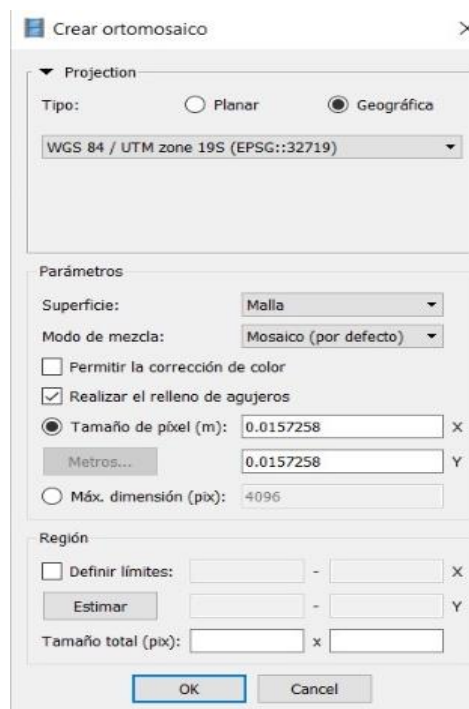 Crear ortomosaico
Projection
Tipo: Planar Geográfica
WGS 84 / UTM zone 19S (EPSG::32719)
Parámetros
Superficie: Malla
Modo de mezcla: Mosaico (por defecto)
Permitir la corrección de color
Realizar el relleno de agujeros
Tamaño de píxel (m): 0.0157258 X
Metros... 0.0157258 Y
Máx. dimensión (pix): 4096
Región
Definir límites: - X
Estimar - Y
Tamaño total (pix): x
OK Cancel